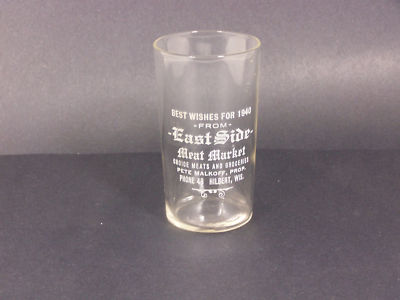 BEST WISHES FOR 1940
-FROM-
-East Side-
Meat Market
CHOICE MEATS AND GROCERIES
PETE MALKOFF, PROP.
PHONE 44 HILBERT, WIS.